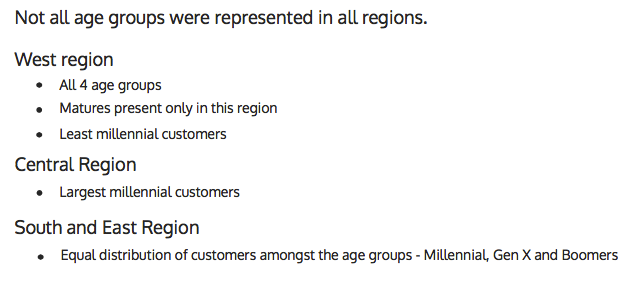 Not all age groups were represented in all regions.
West region
• All 4 age groups
• Matures present only in this region
• Least millennial customers
Central Region
• Largest millennial customers
South and East Region
• Equal distribution of customers amongst the age groups - Millennial, Gen X and Boomers